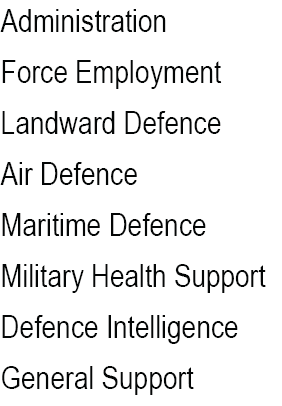 Administration
Force Employment
Landward Defence
Air Defence
Maritime Defence
Military Health Support
Defence Intelligence
General Support